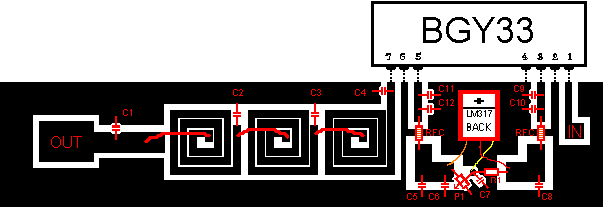 BGY33
7 6 5 4 3 2 1
C4 C11 C9
C2 C3
C12 C10
C1 + LM317
BACK
RFC RFC IN
OUT
C5 C6 P1 C7 R1 C8